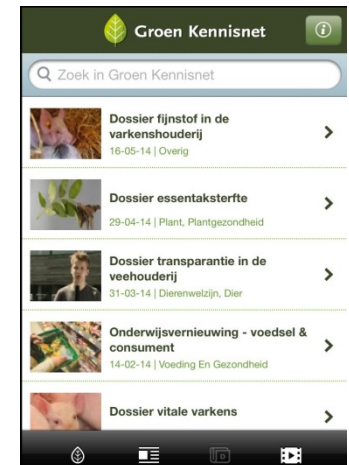 Groen Kennisnet
Zoek in Groen Kennisnet
Dossier fijnstof in de
varkenshouderij
16-05-14 | Overig
Dossier essentaksterfte
29-04-14 | Plant, Plantgezondheid
Dossier transparantie in de
veehouderij
31-03-14 | Dierenwelzijn, Dier
Onderwijsvernieuwing - voedsel &
consument
14-02-14 | Voeding En Gezondheid
Dossier vitale varkens